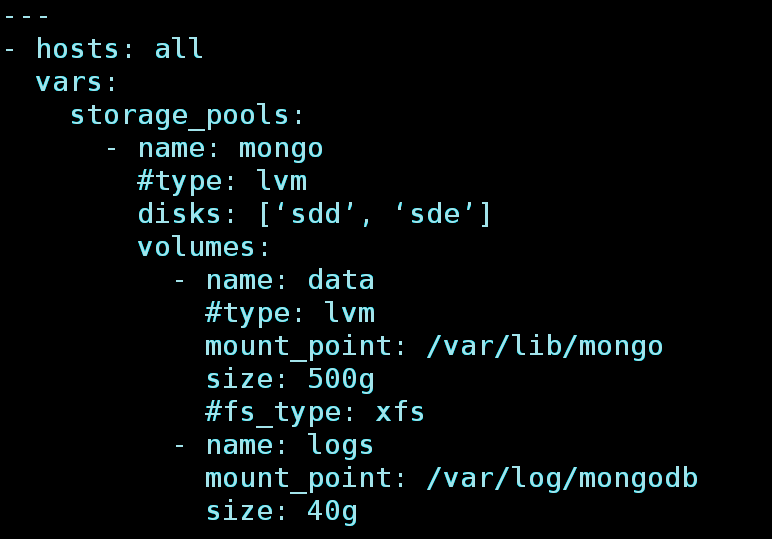 ---
- hosts: all
  vars:
    storage_pools:
      - name: mongo
        #type: lvm
        disks: [‘sdd’, ‘sde’]
        volumes:
          - name: data
            #type: lvm
            mount_point: /var/lib/mongo
            size: 500g
            #fs_type: xfs
          - name: logs
            mount_point: /var/log/mongodb
            size: 40g